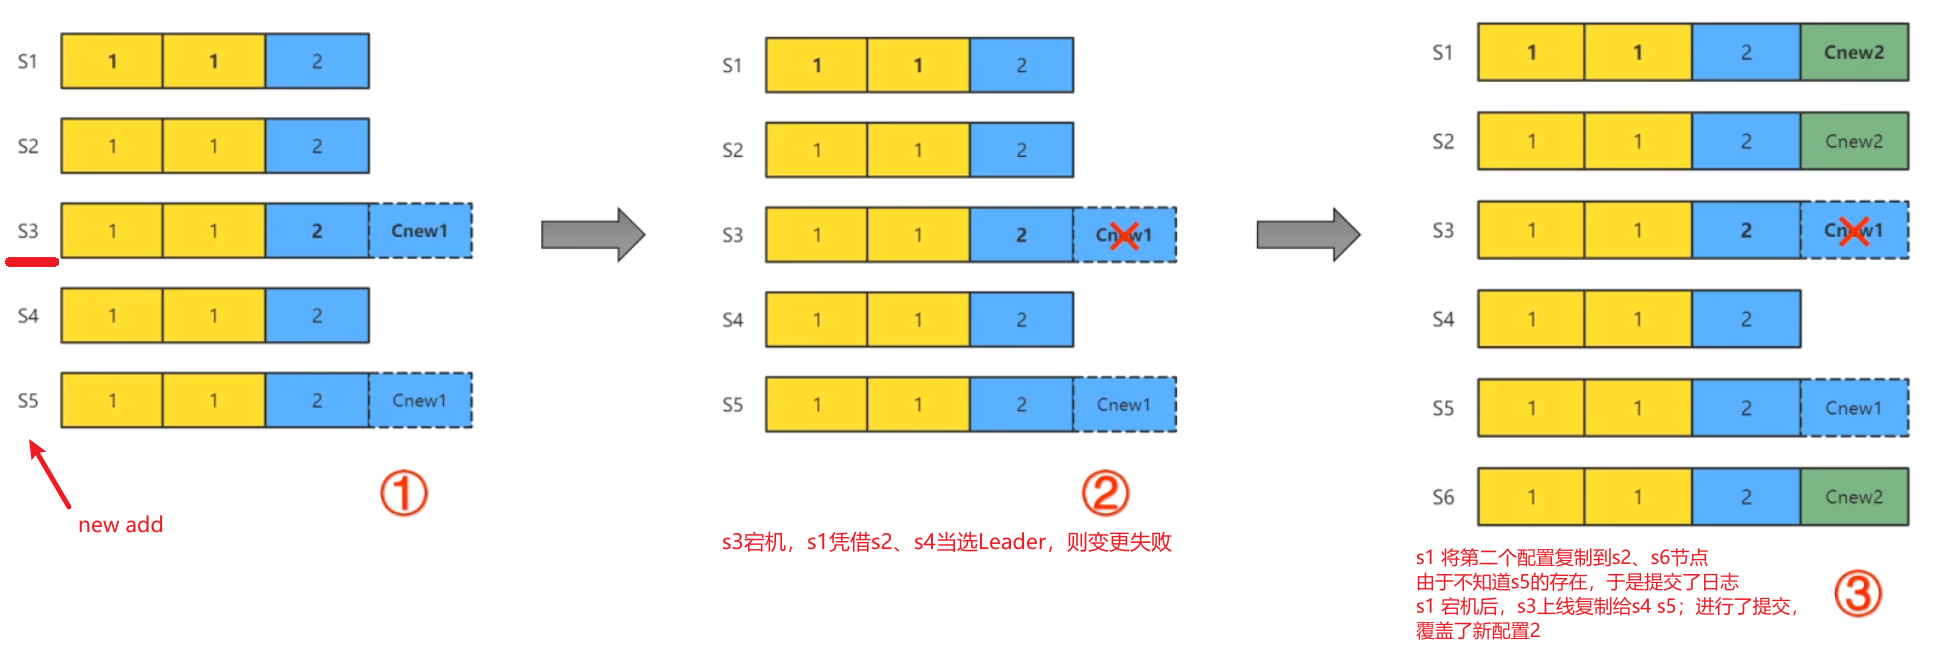 S1 1 1 2
S2 1 1 2
S3 1 1 2 Cnew1
S4 1 1 2
S5 1 1 2 Cnew1
new add
①
S1 1 1 2
S2 1 1 2
S3 1 1 2 Cnew1
S4 1 1 2
S5 1 1 2 Cnew1
②
s3宕机，s1凭借s2、s4当选Leader，则变更失败
S1 1 1 2 Cnew2
S2 1 1 2 Cnew2
S3 1 1 2 Cnew1
S4 1 1 2
S5 1 1 2 Cnew1
S6 1 1 2 Cnew2
s1 将第二个配置复制到s2、s6节点
由于不知道s5的存在，于是提交了日志
s1 宕机后，s3上线复制给s4 s5；进行了提交，
覆盖了新配置2
③